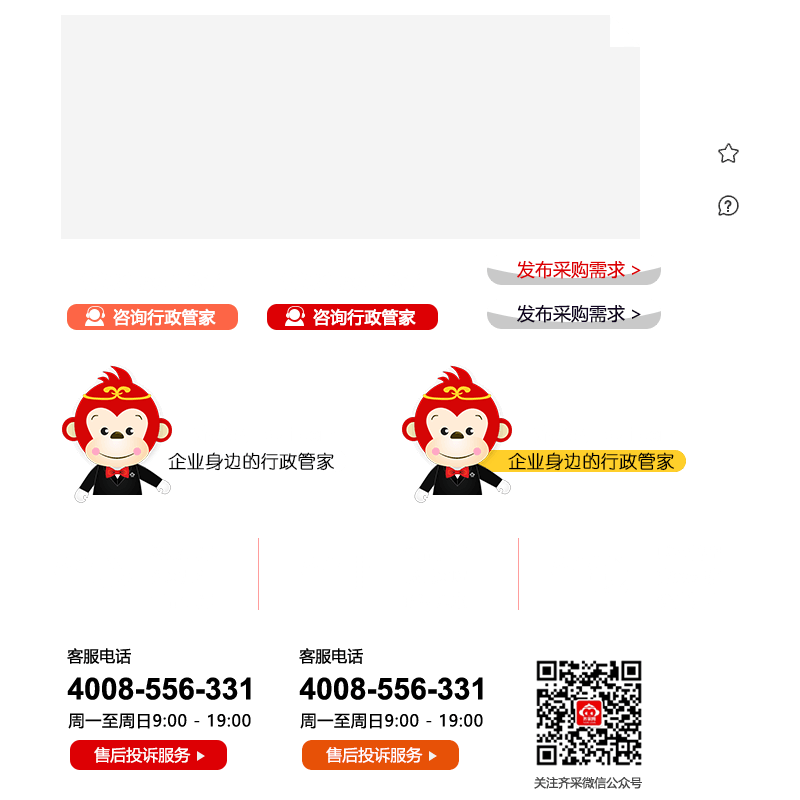 发布采购需求 >
咨询行政管家
咨询行政管家
发布采购需求 >
企业身边的行政管家
企业身边的行政管家
客服电话
4008-556-331
周一至周日9:00 - 19:00
售后投诉服务
客服电话
4008-556-331
周一至周日9:00 - 19:00
售后投诉服务
关注齐采微信公众号